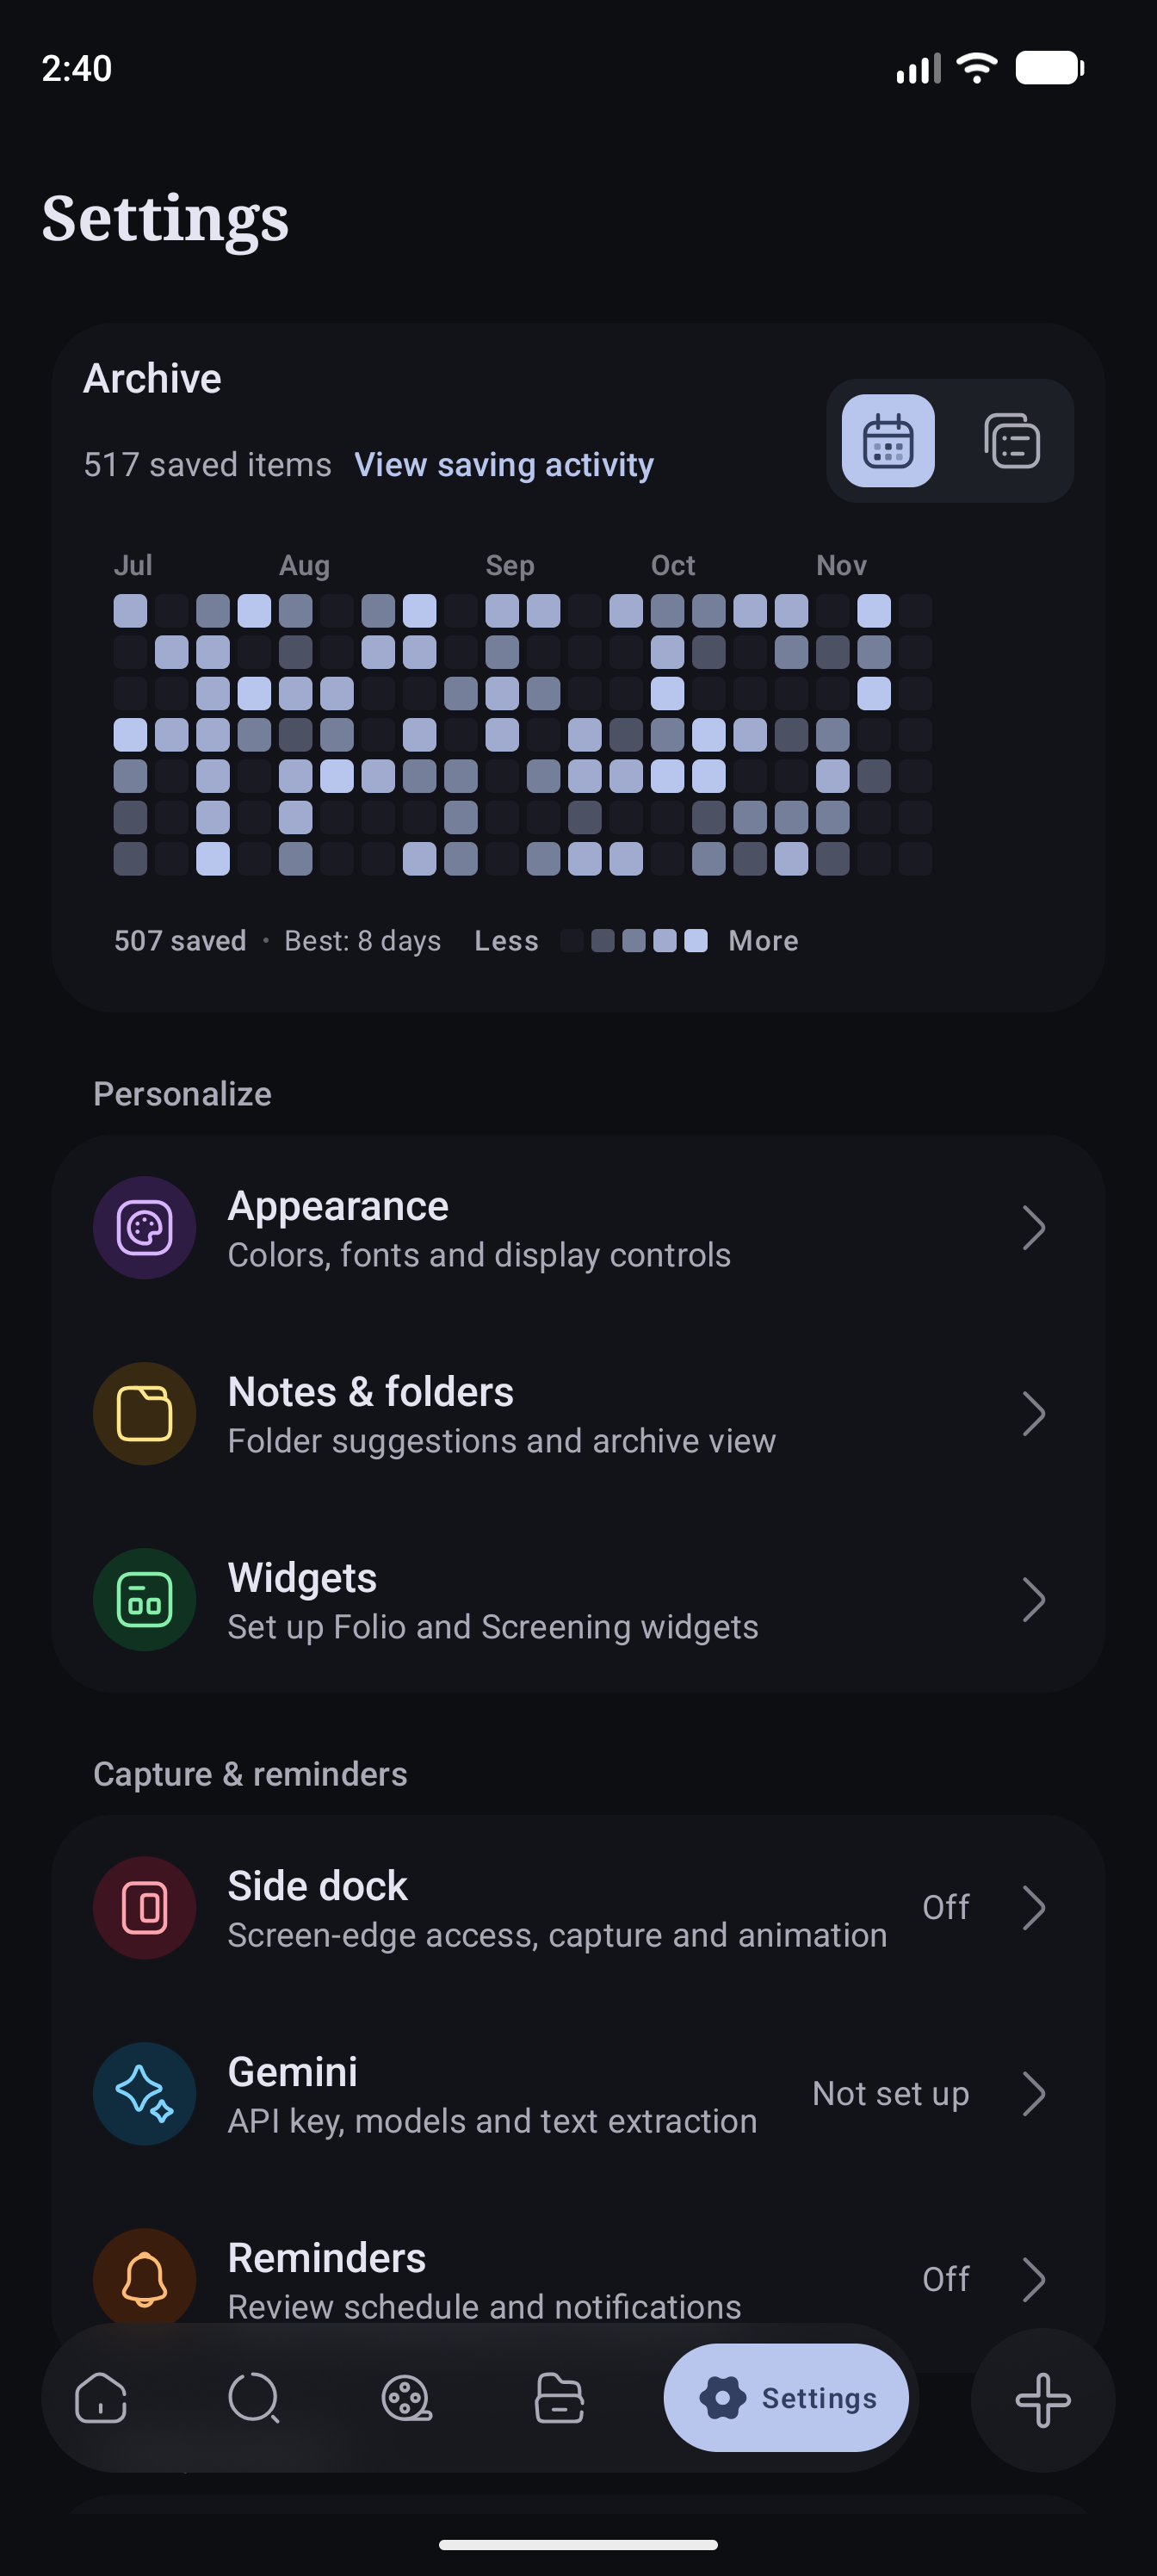 2:40
Settings
Archive
517 saved items View saving activity
Jul Aug Sep Oct Nov
507 saved • Best: 8 days Less More
Personalize
Appearance
Colors, fonts and display controls
Notes & folders
Folder suggestions and archive view
Widgets
Set up Folio and Screening widgets
Capture & reminders
Side dock
Screen-edge access, capture and animation
Off
Gemini
API key, models and text extraction
Not set up
Reminders
Review schedule and notifications
Off
Settings